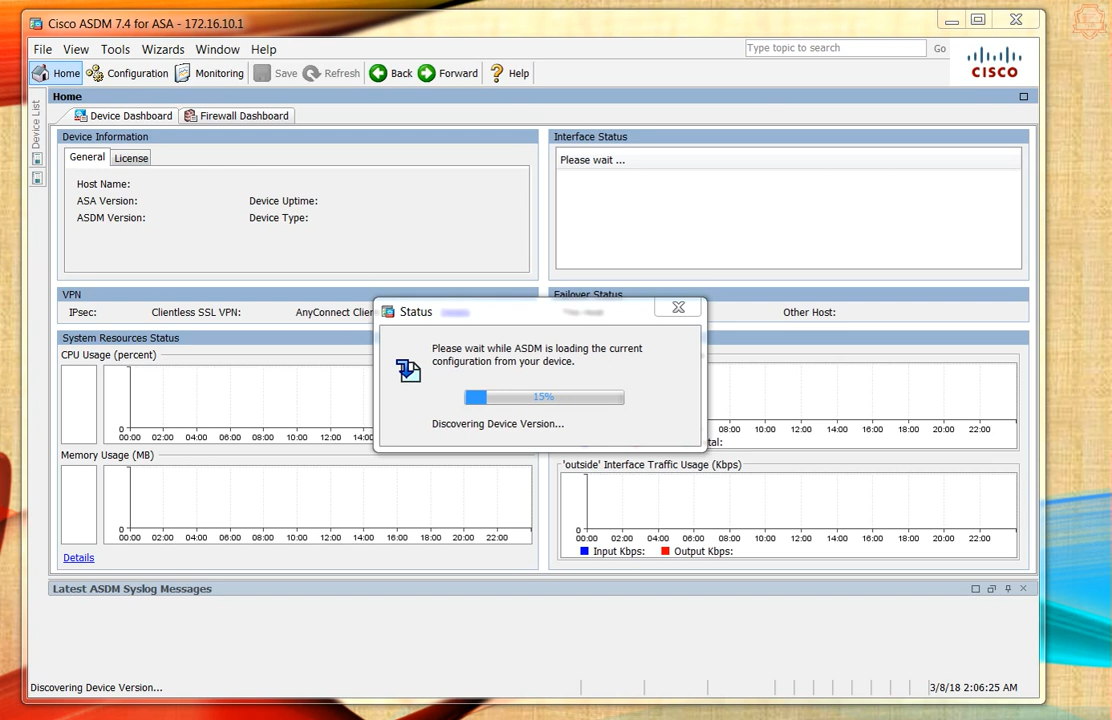 Cisco ASDM 7.4 for ASA - 172.16.10.1
File View Tools Wizards Window Help
Type topic to search Go
Home Configuration Monitoring Save Refresh Back Forward Help
CISCO
Home
Device List
Device Dashboard Firewall Dashboard
Device Information
General License
Host Name:
ASA Version: Device Uptime:
ASDM Version: Device Type:
Interface Status
Please wait ...
VPN
IPsec: Clientless SSL VPN: AnyConnect Clien
Failover Status
Other Host:
System Resources Status
CPU Usage (percent)
0
00:00 02:00 04:00 06:00 08:00 10:00 12:00 14:0
Memory Usage (MB)
0
00:00 02:00 04:00 06:00 08:00 10:00 12:00 14:00 16:00 18:00 20:00 22:00
Details
Status
Please wait while ASDM is loading the current
configuration from your device.
15%
Discovering Device Version...
08:00 10:00 12:00 14:00 16:00 18:00 20:00 22:00
tal:
'outside' Interface Traffic Usage (Kbps)
0
00:00 02:00 04:00 06:00 08:00 10:00 12:00 14:00 16:00 18:00 20:00 22:00
Input Kbps: Output Kbps:
Latest ASDM Syslog Messages
Discovering Device Version...
3/8/18 2:06:25 AM